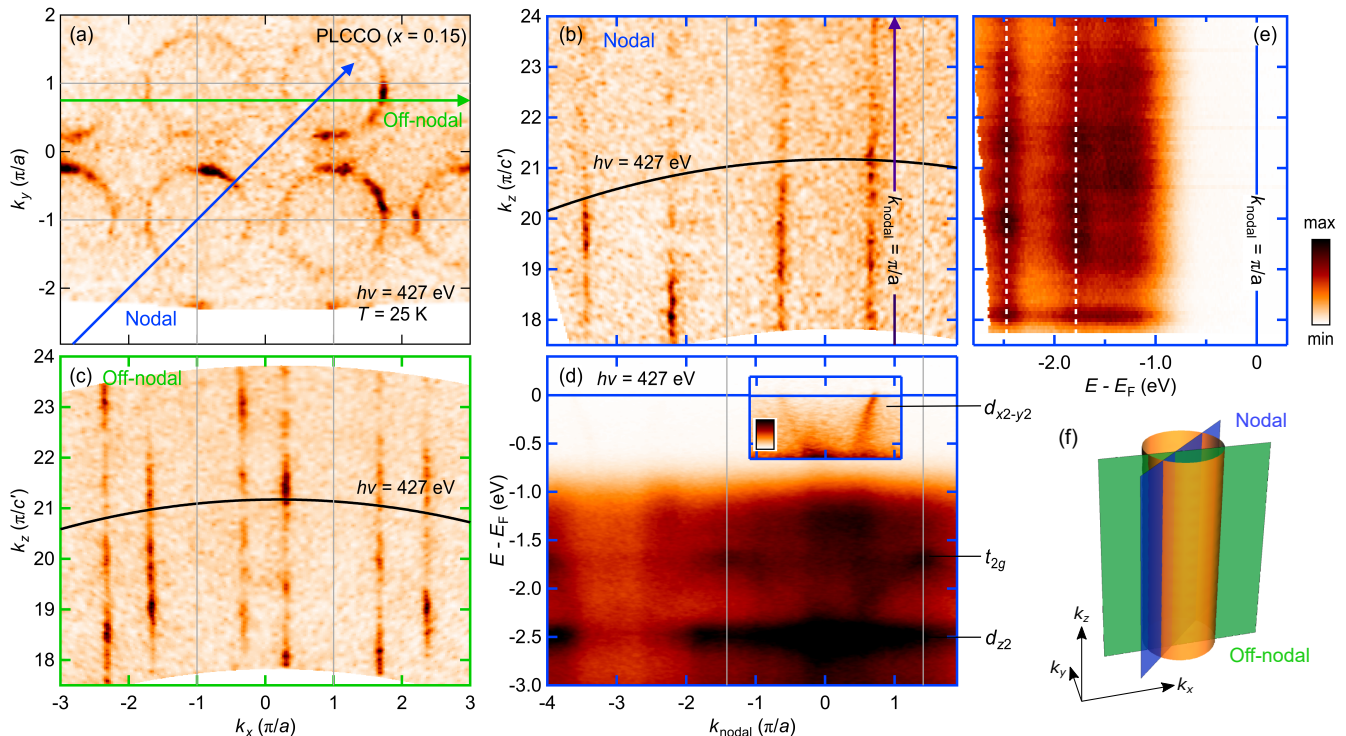 (a)
PLCCO (x = 0.15)
Off-nodal
Nodal
hν = 427 eV
T = 25 K
2
1
0
-1
-2
k_y (π/a)
(b)
Nodal
hν = 427 eV
k_nodal = π/a
24
23
22
21
20
19
18
k_z (π/c')
(e)
k_nodal = π/a
-2.0
-1.0
0
E - E_F (eV)
max
min
(c)
Off-nodal
hν = 427 eV
24
23
22
21
20
19
18
k_z (π/c')
-3
-2
-1
0
1
2
3
k_x (π/a)
(d)
hν = 427 eV
0
-0.5
-1.0
-1.5
-2.0
-2.5
-3.0
E - E_F (eV)
d_x2-y2
t_2g
d_z2
-4
-3
-2
-1
0
1
k_nodal (π/a)
(f)
Nodal
Off-nodal
k_z
k_y
k_x